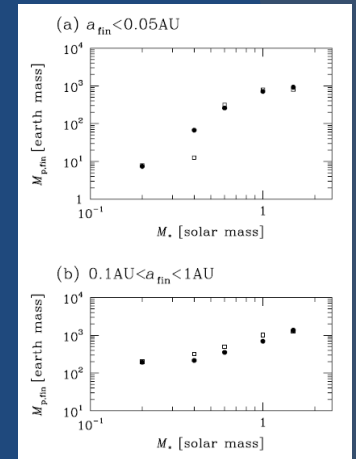 (a) a_fin<0.05AU
10^4
10^3
10^2
10^1
1
M_p,fin [earth mass]
10^-1
1
M_* [solar mass]
(b) 0.1AU<a_fin<1AU
10^4
10^3
10^2
10^1
M_p,fin [earth mass]
10^-1
1
M_* [solar mass]